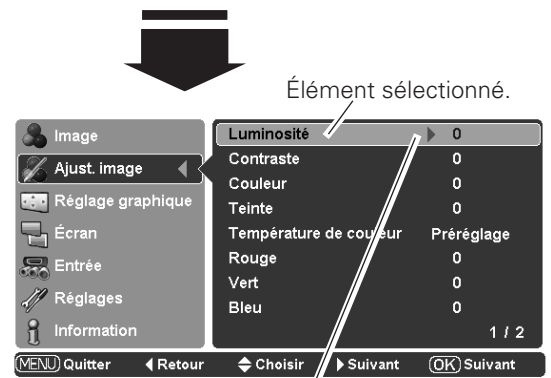 Élément sélectionné.
Image
Ajust. image
Réglage graphique
Écran
Entrée
Réglages
Information
Luminosité 0
Contraste 0
Couleur 0
Teinte 0
Température de couleur Préréglage
Rouge 0
Vert 0
Bleu 0
1 / 2
MENU Quitter Retour Choisir Suivant OK Suivant